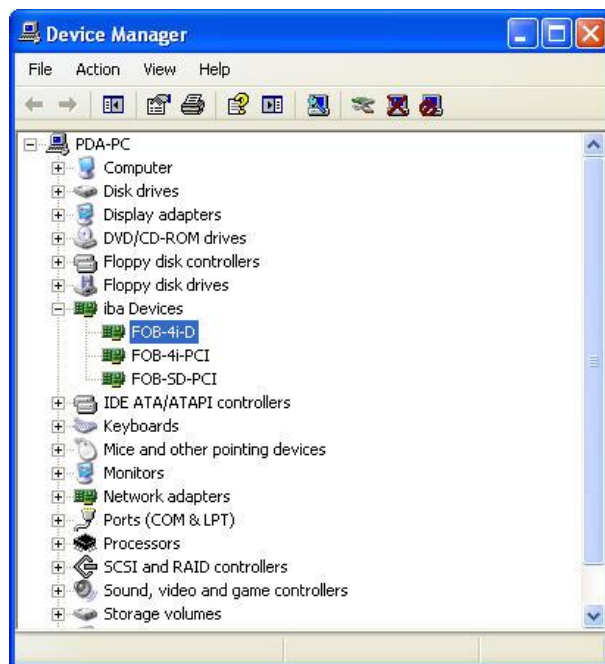 Device Manager
File Action View Help
PDA-PC
Computer
Disk drives
Display adapters
DVD/CD-ROM drives
Floppy disk controllers
Floppy disk drives
iba Devices
FOB-4i-D
FOB-4i-PCI
FOB-SD-PCI
IDE ATA/ATAPI controllers
Keyboards
Mice and other pointing devices
Monitors
Network adapters
Ports (COM & LPT)
Processors
SCSI and RAID controllers
Sound, video and game controllers
Storage volumes